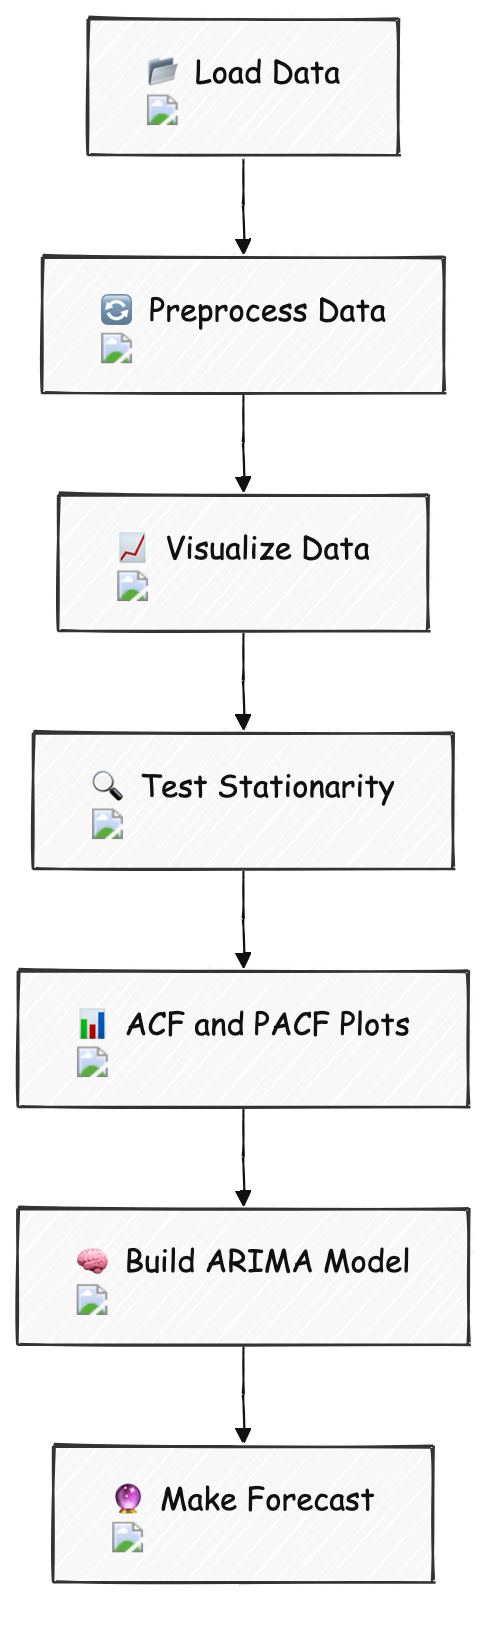 Load Data
Preprocess Data
Visualize Data
Test Stationarity
ACF and PACF Plots
Build ARIMA Model
Make Forecast